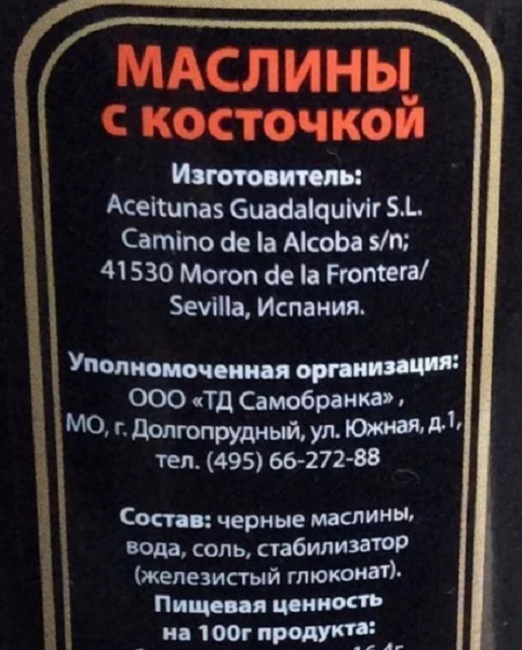 МАСЛИНЫ
С КОСТОЧКОЙ
Изготовитель:
Aceitunas Guadalquivir S.L.
Camino de la Alcoba s/n;
41530 Moron de la Frontera/
Sevilla, Испания.
Уполномоченная организация:
ООО «ТД Самобранка» ,
МО, г. Долгопрудный, ул. Южная, д.1,
тел. (495) 66-272-88
Состав: черные маслины,
вода, соль, стабилизатор
(железистый глюконат).
Пищевая ценность
на 100г продукта: